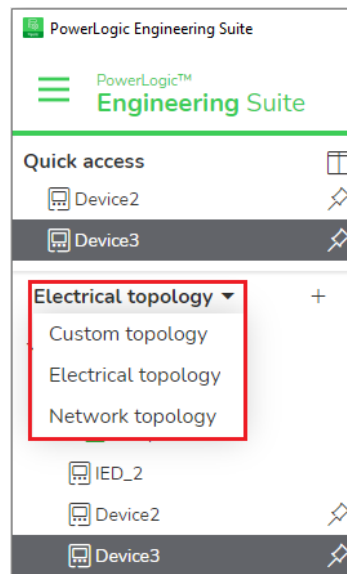 PowerLogic Engineering Suite
PowerLogic™
Engineering Suite
Quick access
Device2
Device3
Electrical topology
Custom topology
Electrical topology
Network topology
IED_2
Device2
Device3